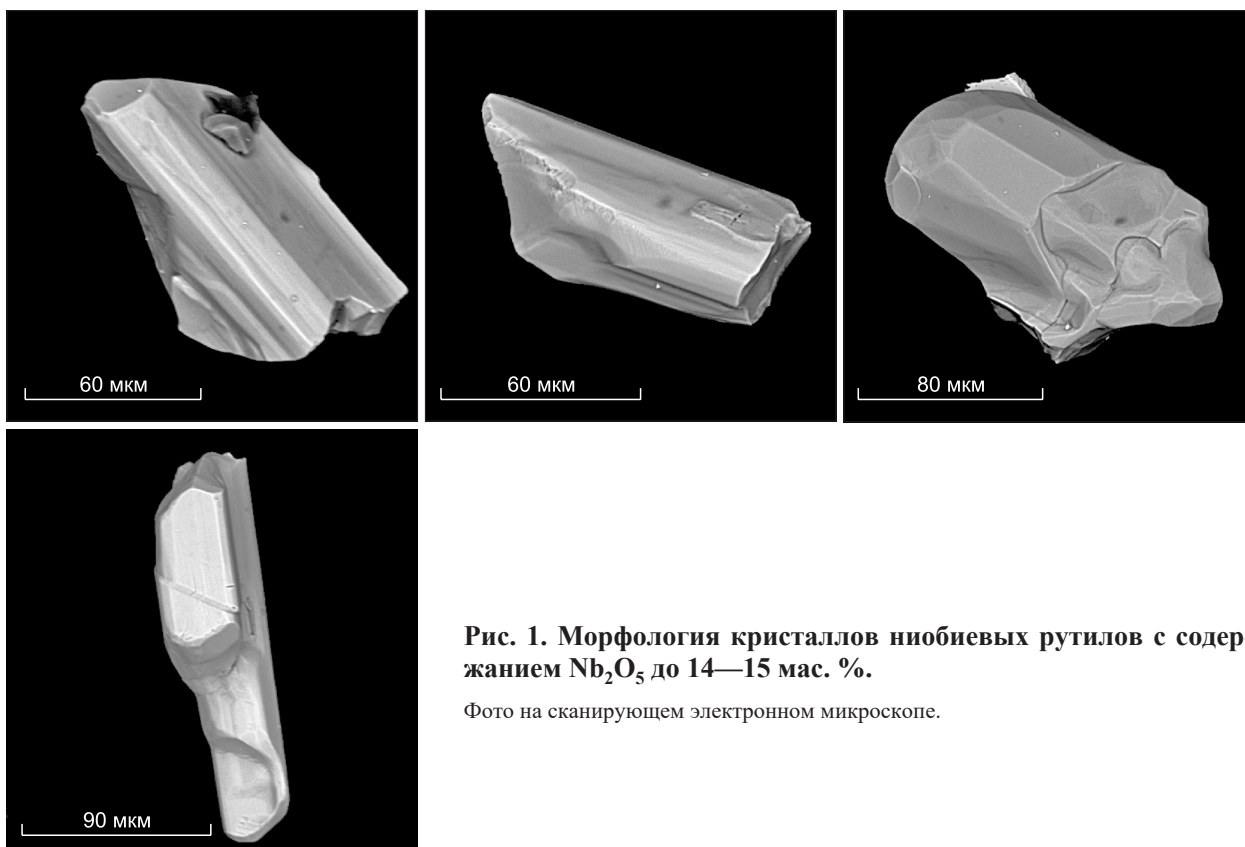 60 мкм
60 мкм
80 мкм
90 мкм
Рис. 1. Морфология кристаллов ниобиевых рутилов с содер-
жанием Nb₂O₅ до 14—15 мас. %.
Фото на сканирующем электронном микроскопе.